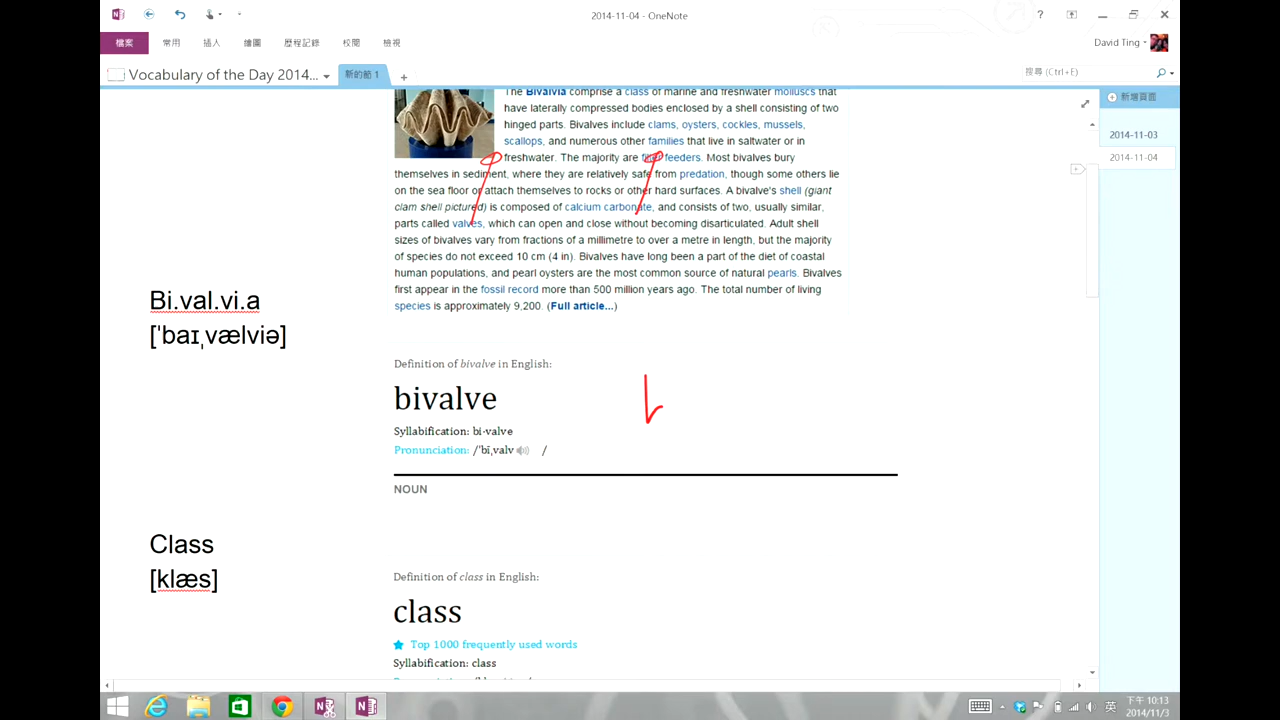 2014-11-04 - OneNote
?
檔案 常用 插入 繪圖 歷程記錄 校閱 檢視
David Ting
Vocabulary of the Day 2014...
新的節 1
+
搜尋 (Ctrl+E)
新增頁面
2014-11-03
2014-11-04
The Bivalvia comprise a class of marine and freshwater molluscs that
have laterally compressed bodies enclosed by a shell consisting of two
hinged parts. Bivalves include clams, oysters, cockles, mussels,
scallops, and numerous other families that live in saltwater or in
freshwater. The majority are filter feeders. Most bivalves bury
themselves in sediment, where they are relatively safe from predation, though some others lie
on the sea floor or attach themselves to rocks or other hard surfaces. A bivalve's shell (giant
clam shell pictured) is composed of calcium carbonate, and consists of two, usually similar,
parts called valves, which can open and close without becoming disarticulated. Adult shell
sizes of bivalves vary from fractions of a millimetre to over a metre in length, but the majority
of species do not exceed 10 cm (4 in). Bivalves have long been a part of the diet of coastal
human populations, and pearl oysters are the most common source of natural pearls. Bivalves
first appear in the fossil record more than 500 million years ago. The total number of living
species is approximately 9,200. (Full article...)
Bi.val.vi.a
[ˈbaɪˌvælviə]
Definition of bivalve in English:
bivalve
Syllabification: bi·valve
Pronunciation: /ˈbīˌvalv /
NOUN
Class
[klæs]
Definition of class in English:
class
Top 1000 frequently used words
Syllabification: class
英
下午 10:13
2014/11/3